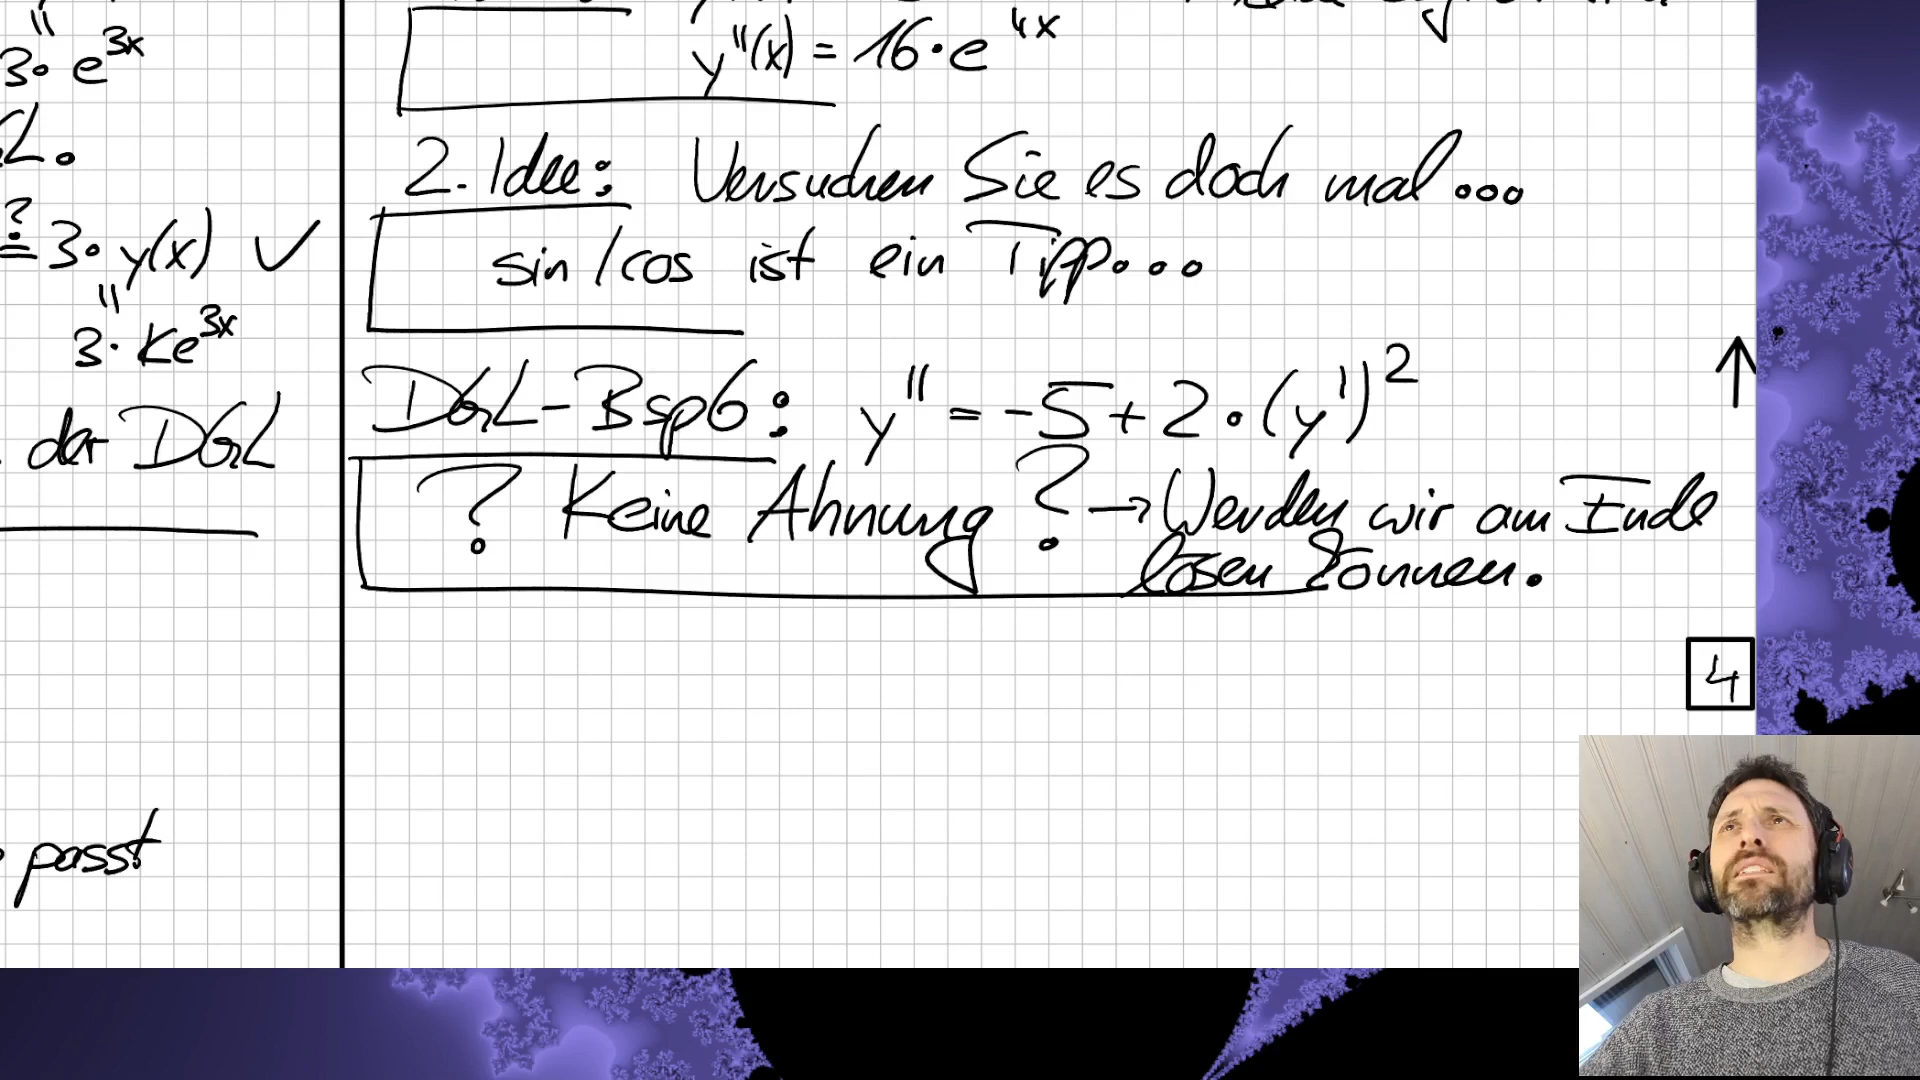 3· e^3x
L.
≟ 3· y(x) ✓
"
3· Ke^3x
der DGL
passt
y''(x) = 16·e^4x
2. Idee: Versuchen Sie es doch mal...
sin/cos ist ein Tipp...
DGL-Bsp6: y'' = -5 + 2·(y')²
? Keine Ahnung ? → Werden wir am Ende
lösen können.
↑
4